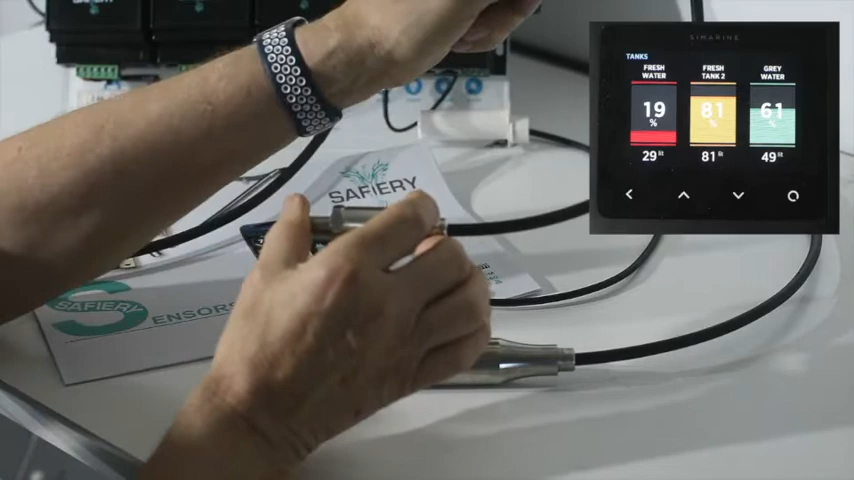 SIMARINE
TANKS
FRESH
WATER
FRESH
TANK 2
GREY
WATER
19
%
81
%
61
%
29 lit
81 lit
49 lit
SAFIERY
SAFIERY
SENSORS